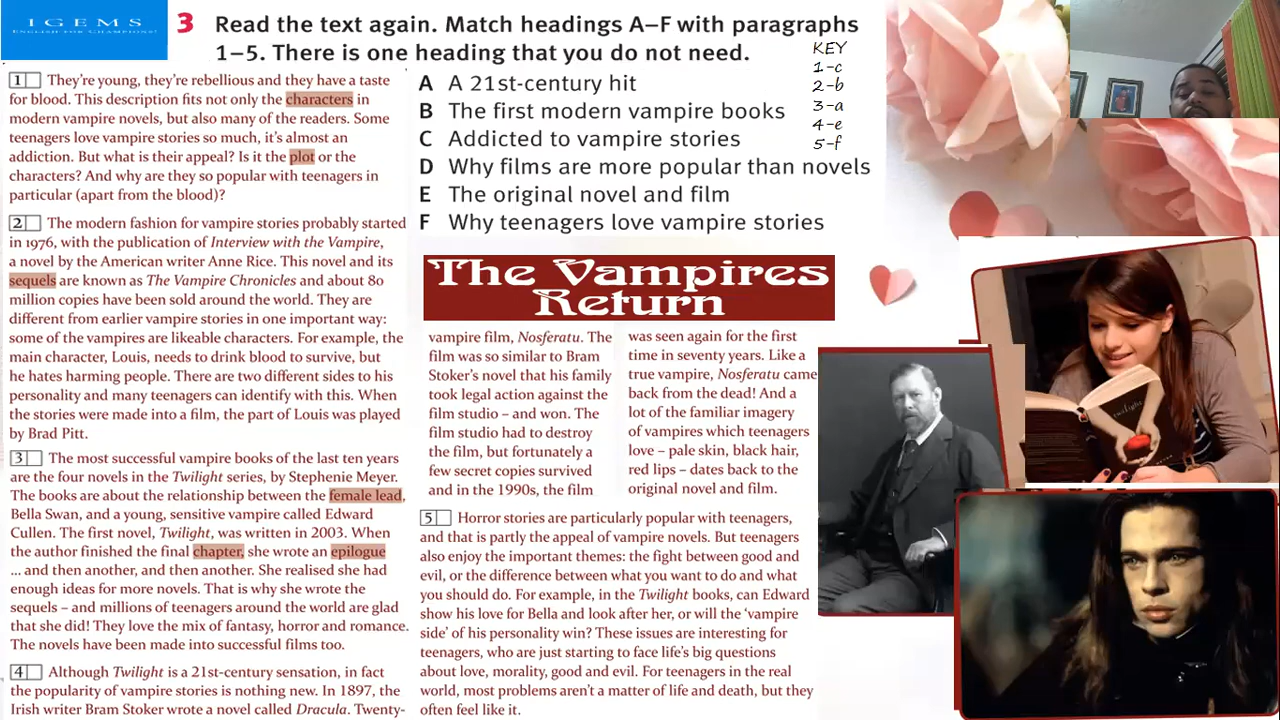 IGEMS
ENGLISH FOR CHAMPIONS!
3 Read the text again. Match headings A–F with paragraphs
1–5. There is one heading that you do not need.
A A 21st-century hit
B The first modern vampire books
C Addicted to vampire stories
D Why films are more popular than novels
E The original novel and film
F Why teenagers love vampire stories
KEY
1-c
2-b
3-a
4-e
5-f
1 They're young, they're rebellious and they have a taste
for blood. This description fits not only the characters in
modern vampire novels, but also many of the readers. Some
teenagers love vampire stories so much, it's almost an
addiction. But what is their appeal? Is it the plot or the
characters? And why are they so popular with teenagers in
particular (apart from the blood)?
2 The modern fashion for vampire stories probably started
in 1976, with the publication of Interview with the Vampire,
a novel by the American writer Anne Rice. This novel and its
sequels are known as The Vampire Chronicles and about 80
million copies have been sold around the world. They are
different from earlier vampire stories in one important way:
some of the vampires are likeable characters. For example, the
main character, Louis, needs to drink blood to survive, but
he hates harming people. There are two different sides to his
personality and many teenagers can identify with this. When
the stories were made into a film, the part of Louis was played
by Brad Pitt.
3 The most successful vampire books of the last ten years
are the four novels in the Twilight series, by Stephenie Meyer.
The books are about the relationship between the female lead,
Bella Swan, and a young, sensitive vampire called Edward
Cullen. The first novel, Twilight, was written in 2003. When
the author finished the final chapter, she wrote an epilogue
... and then another, and then another. She realised she had
enough ideas for more novels. That is why she wrote the
sequels – and millions of teenagers around the world are glad
that she did! They love the mix of fantasy, horror and romance.
The novels have been made into successful films too.
4 Although Twilight is a 21st-century sensation, in fact
the popularity of vampire stories is nothing new. In 1897, the
Irish writer Bram Stoker wrote a novel called Dracula. Twenty-
The Vampires
Return
vampire film, Nosferatu. The
film was so similar to Bram
Stoker's novel that his family
took legal action against the
film studio – and won. The
film studio had to destroy
the film, but fortunately a
few secret copies survived
and in the 1990s, the film
was seen again for the first
time in seventy years. Like a
true vampire, Nosferatu came
back from the dead! And a
lot of the familiar imagery
of vampires which teenagers
love – pale skin, black hair,
red lips – dates back to the
original novel and film.
5 Horror stories are particularly popular with teenagers,
and that is partly the appeal of vampire novels. But teenagers
also enjoy the important themes: the fight between good and
evil, or the difference between what you want to do and what
you should do. For example, in the Twilight books, can Edward
show his love for Bella and look after her, or will the 'vampire
side' of his personality win? These issues are interesting for
teenagers, who are just starting to face life's big questions
about love, morality, good and evil. For teenagers in the real
world, most problems aren't a matter of life and death, but they
often feel like it.
twilight